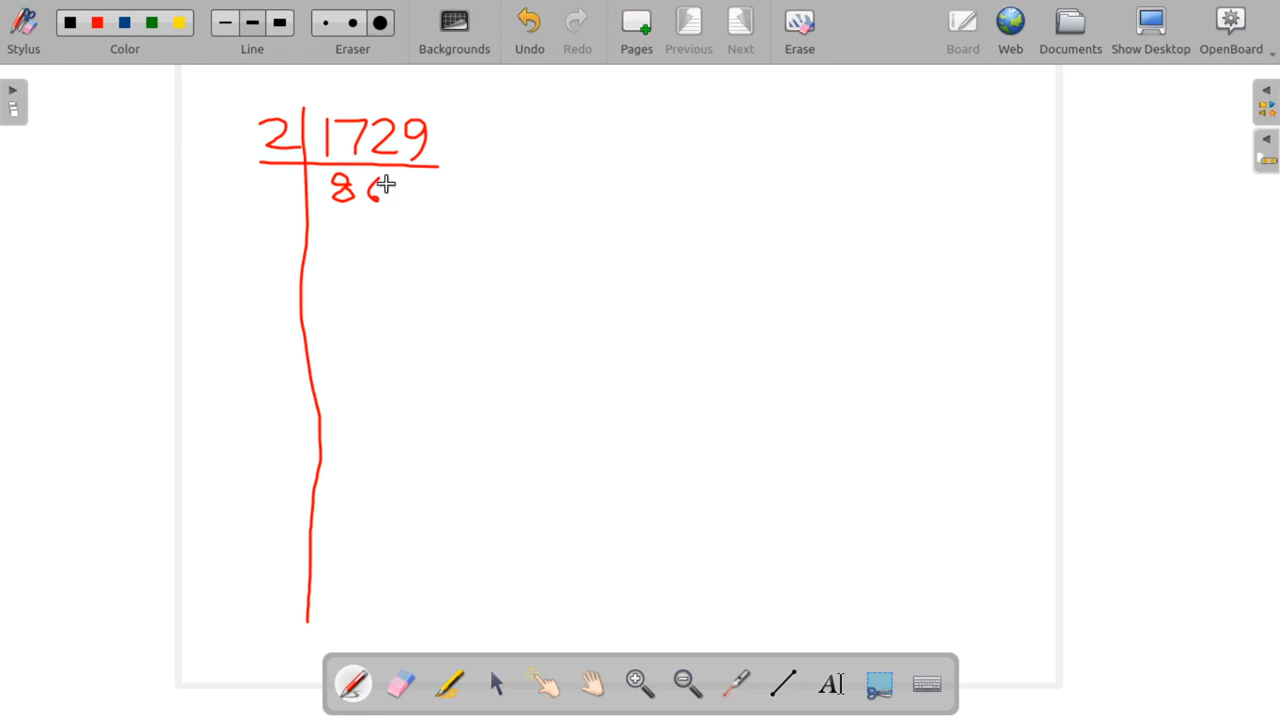 Stylus
Color
Line
Eraser
Backgrounds
Undo
Redo
Pages
Previous
Next
Erase
Board
Web
Documents
Show Desktop
OpenBoard
2 1729
86